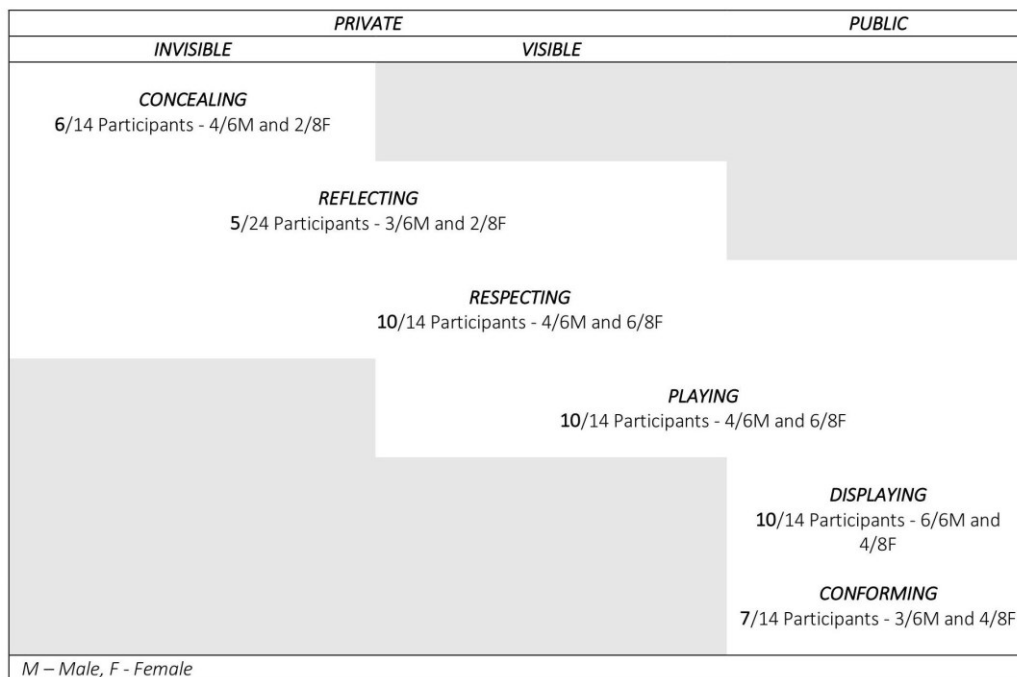 PRIVATE PUBLIC
INVISIBLE VISIBLE
CONCEALING
6/14 Participants - 4/6M and 2/8F
REFLECTING
5/24 Participants - 3/6M and 2/8F
RESPECTING
10/14 Participants - 4/6M and 6/8F
PLAYING
10/14 Participants - 4/6M and 6/8F
DISPLAYING
10/14 Participants - 6/6M and
4/8F
CONFORMING
7/14 Participants - 3/6M and 4/8F
M – Male, F - Female